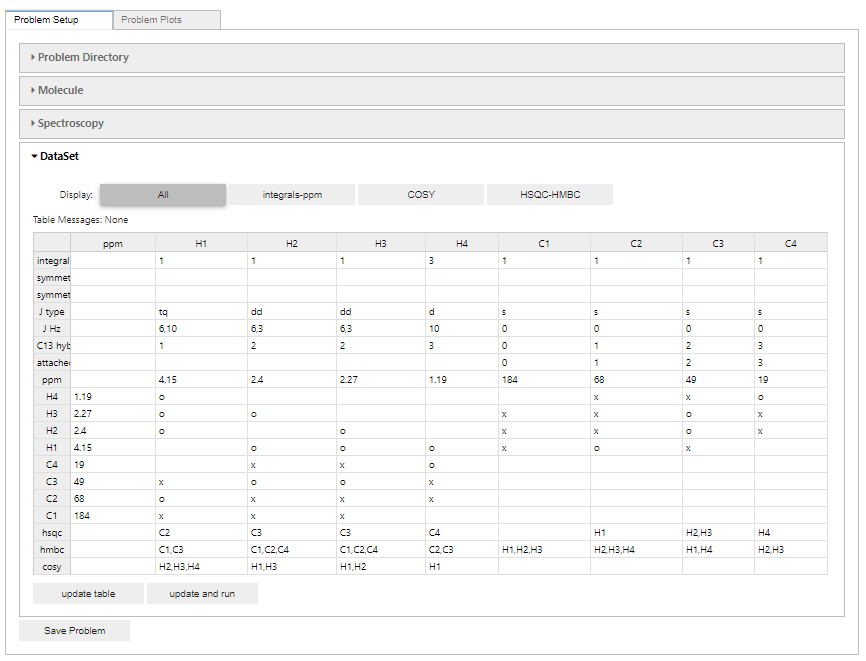 Problem Setup Problem Plots
Problem Directory
Molecule
Spectroscopy
DataSet
Display: All integrals-ppm COSY HSQC-HMBC
Table Messages: None
ppm H1 H2 H3 H4 C1 C2 C3 C4
integral 1 1 1 3 1 1 1 1
symmet
symmet
J type tq dd dd d s s s s
J Hz 6,10 6,3 6,3 10 0 0 0 0
C13 hyb 1 2 2 3 0 1 2 3
attached 0 1 2 3
ppm 4.15 2.4 2.27 1.19 184 68 49 19
H4 1.19 o x x o
H3 2.27 o o x x o x
H2 2.4 o o x x o x
H1 4.15 o o o x o x
C4 19 x x o
C3 49 x o o x
C2 68 o x x x
C1 184 x x x
hsqc C2 C3 C3 C4 H1 H2,H3 H4
hmbc C1,C3 C1,C2,C4 C1,C2,C4 C2,C3 H1,H2,H3 H2,H3,H4 H1,H4 H2,H3
cosy H2,H3,H4 H1,H3 H1,H2 H1
update table update and run
Save Problem